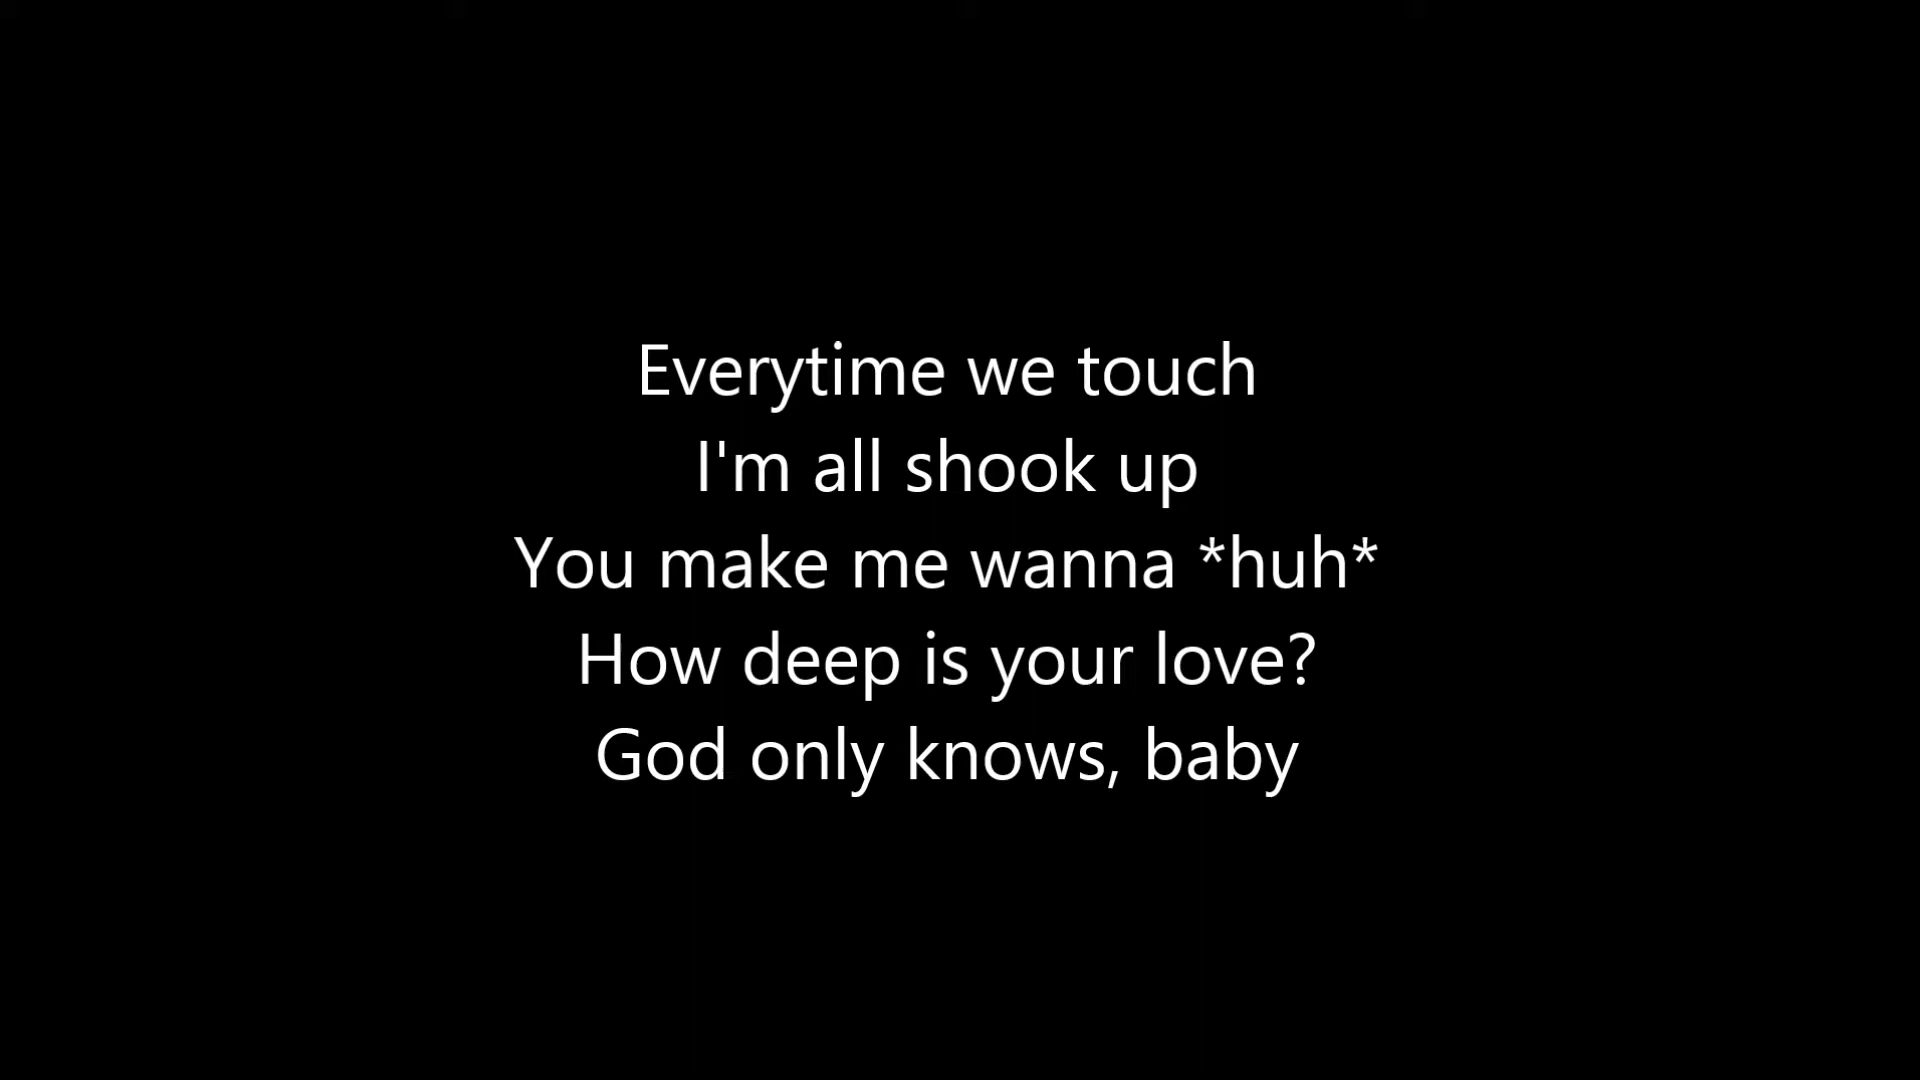 Everytime we touch
I'm all shook up
You make me wanna *huh*
How deep is your love?
God only knows, baby